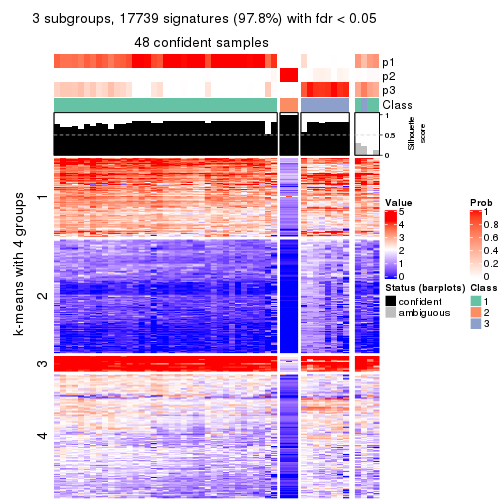 3 subgroups, 17739 signatures (97.8%) with fdr < 0.05
48 confident samples
p1
p2
p3
Class
1
0.5
0
Silhouette
score
k-means with 4 groups
1
2
3
4
Value
5
4
3
2
1
0
Prob
1
0.8
0.6
0.4
0.2
0
Status (barplots)
confident
ambiguous
Class
1
2
3